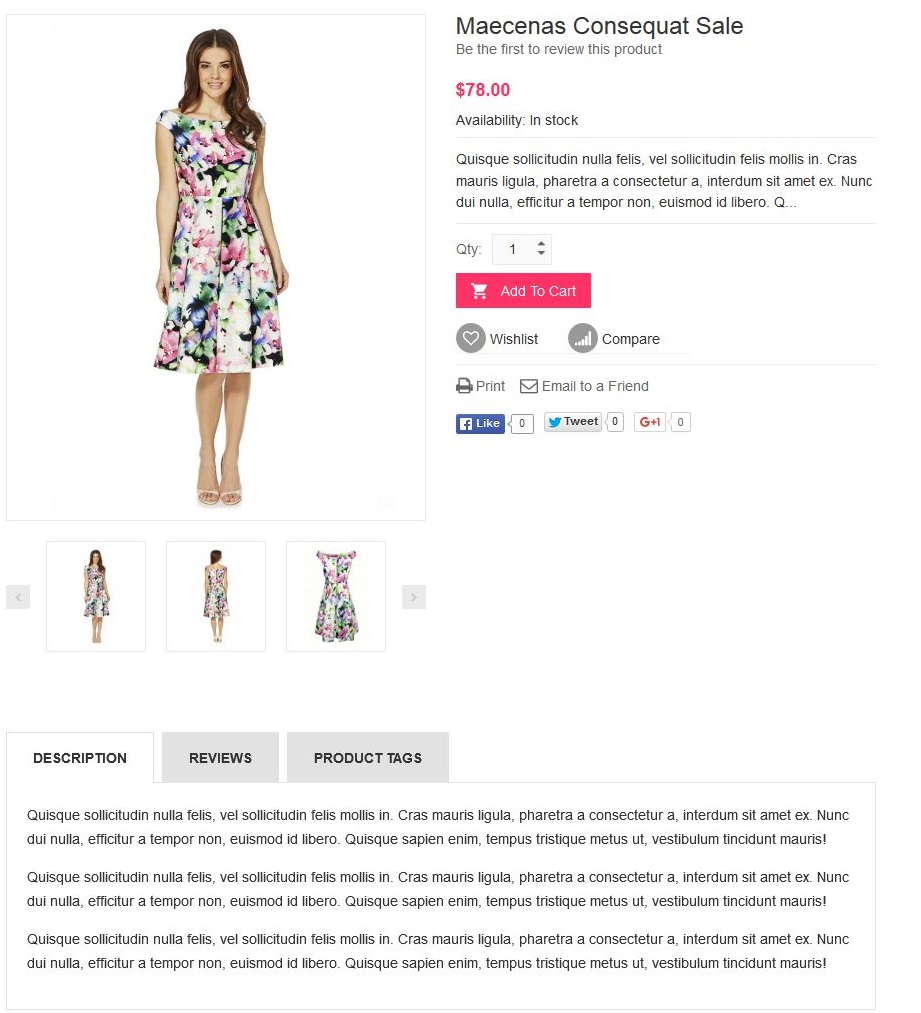 Maecenas Consequat Sale
Be the first to review this product
$78.00
Availability: In stock
Quisque sollicitudin nulla felis, vel sollicitudin felis mollis in. Cras
mauris ligula, pharetra a consectetur a, interdum sit amet ex. Nunc
dui nulla, efficitur a tempor non, euismod id libero. Q...
Qty: 1
Add To Cart
Wishlist Compare
Print Email to a Friend
Like 0 Tweet 0 G+1 0
DESCRIPTION REVIEWS PRODUCT TAGS
Quisque sollicitudin nulla felis, vel sollicitudin felis mollis in. Cras mauris ligula, pharetra a consectetur a, interdum sit amet ex. Nunc
dui nulla, efficitur a tempor non, euismod id libero. Quisque sapien enim, tempus tristique metus ut, vestibulum tincidunt mauris!
Quisque sollicitudin nulla felis, vel sollicitudin felis mollis in. Cras mauris ligula, pharetra a consectetur a, interdum sit amet ex. Nunc
dui nulla, efficitur a tempor non, euismod id libero. Quisque sapien enim, tempus tristique metus ut, vestibulum tincidunt mauris!
Quisque sollicitudin nulla felis, vel sollicitudin felis mollis in. Cras mauris ligula, pharetra a consectetur a, interdum sit amet ex. Nunc
dui nulla, efficitur a tempor non, euismod id libero. Quisque sapien enim, tempus tristique metus ut, vestibulum tincidunt mauris!